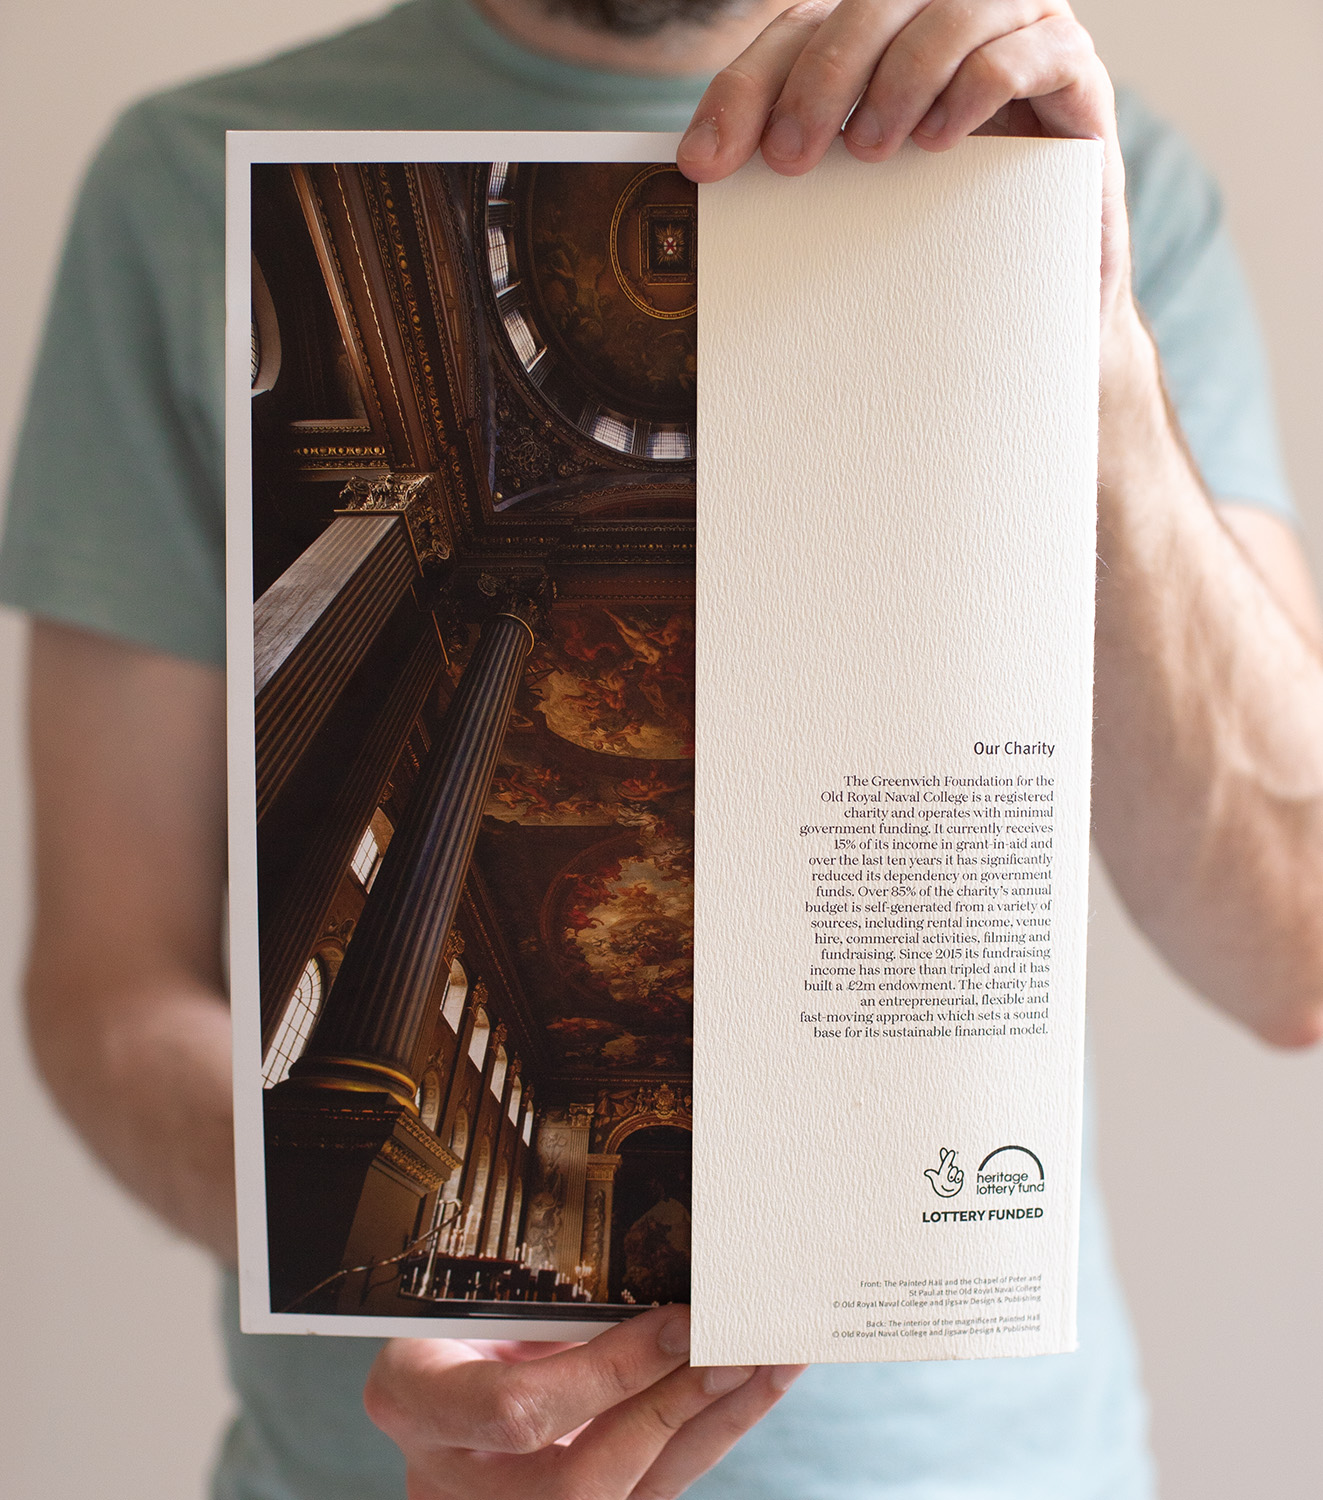 Our Charity
The Greenwich Foundation for the
Old Royal Naval College is a registered
charity and operates with minimal
government funding. It currently receives
15% of its income in grant-in-aid and
over the last ten years it has significantly
reduced its dependency on government
funds. Over 85% of the charity's annual
budget is self-generated from a variety of
sources, including rental income, venue
hire, commercial activities, filming and
fundraising. Since 2015 its fundraising
income has more than tripled and it has
built a £2m endowment. The charity has
an entrepreneurial, flexible and
fast-moving approach which sets a sound
base for its sustainable financial model.
heritage
lottery fund
LOTTERY FUNDED
Front: The Painted Hall and the Chapel of Peter and
St Paul at the Old Royal Naval College
© Old Royal Naval College and Jigsaw Design & Publishing
Back: The interior of the magnificent Painted Hall
© Old Royal Naval College and Jigsaw Design & Publishing